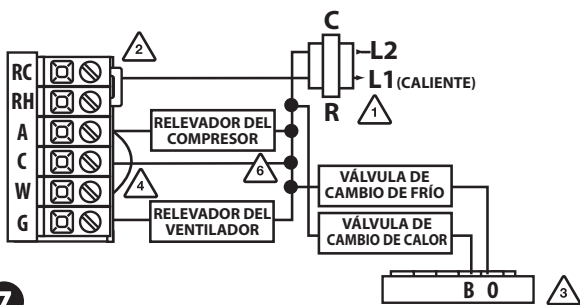 C
2
L2
RC
L1 (CALIENTE)
RH
R
1
A
RELEVADOR DEL
COMPRESOR
C
6
VÁLVULA DE
CAMBIO DE FRÍO
W
4
G
RELEVADOR DEL
VENTILADOR
VÁLVULA DE
CAMBIO DE CALOR
B O
3
7